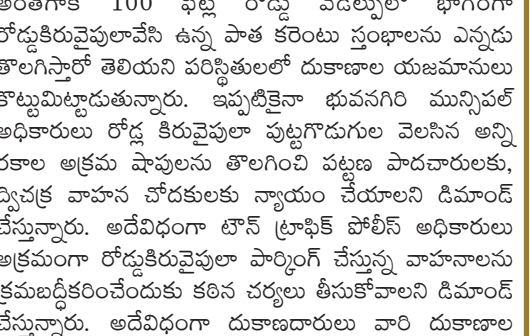 అంతగాక 100 ఫీట్ల రోడ్డు వెడల్పులో భాగంగా
రోడ్డుకిరువైపులావేసి ఉన్న పాత కరెంటు స్తంభాలను ఎన్నడు
తొలగిస్తారో తెలియని పరిస్థితులలో దుకాణాల యజమానులు
కొట్టుమిట్టాడుతున్నారు. ఇప్పటికైనా భువనగిరి మున్సిపల్
అధికారులు రోడ్ల కిరువైపులా పుట్టగొడుగుల వెలసిన అన్ని
రకాల అక్రమ షాపులను తొలగించి పట్టణ పాదచారులకు,
ద్విచక్ర వాహన చోదకులకు న్యాయం చేయాలని డిమాండ్
చేస్తున్నారు. అదేవిధంగా టౌన్ ట్రాఫిక్ పోలీస్ అధికారులు
అక్రమంగా రోడ్డుకిరువైపులా పార్కింగ్ చేస్తున్న వాహనాలను
క్రమబద్ధీకరించేందుకు కఠిన చర్యలు తీసుకోవాలని డిమాండ్
చేస్తున్నారు. అదేవిధంగా దుకాణదారులు వారి దుకాణాల